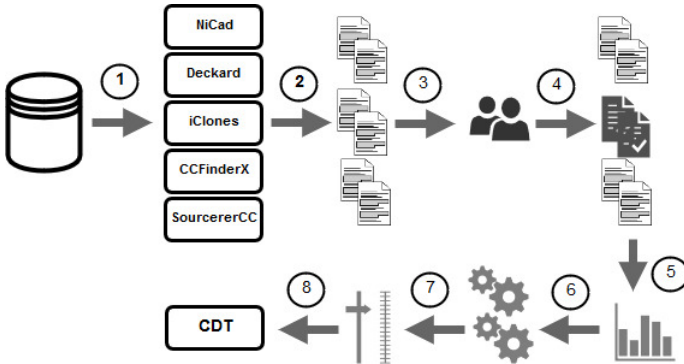 NiCad
Deckard
iClones
CCFinderX
SourcererCC
1
2
3
4
5
6
7
8
CDT